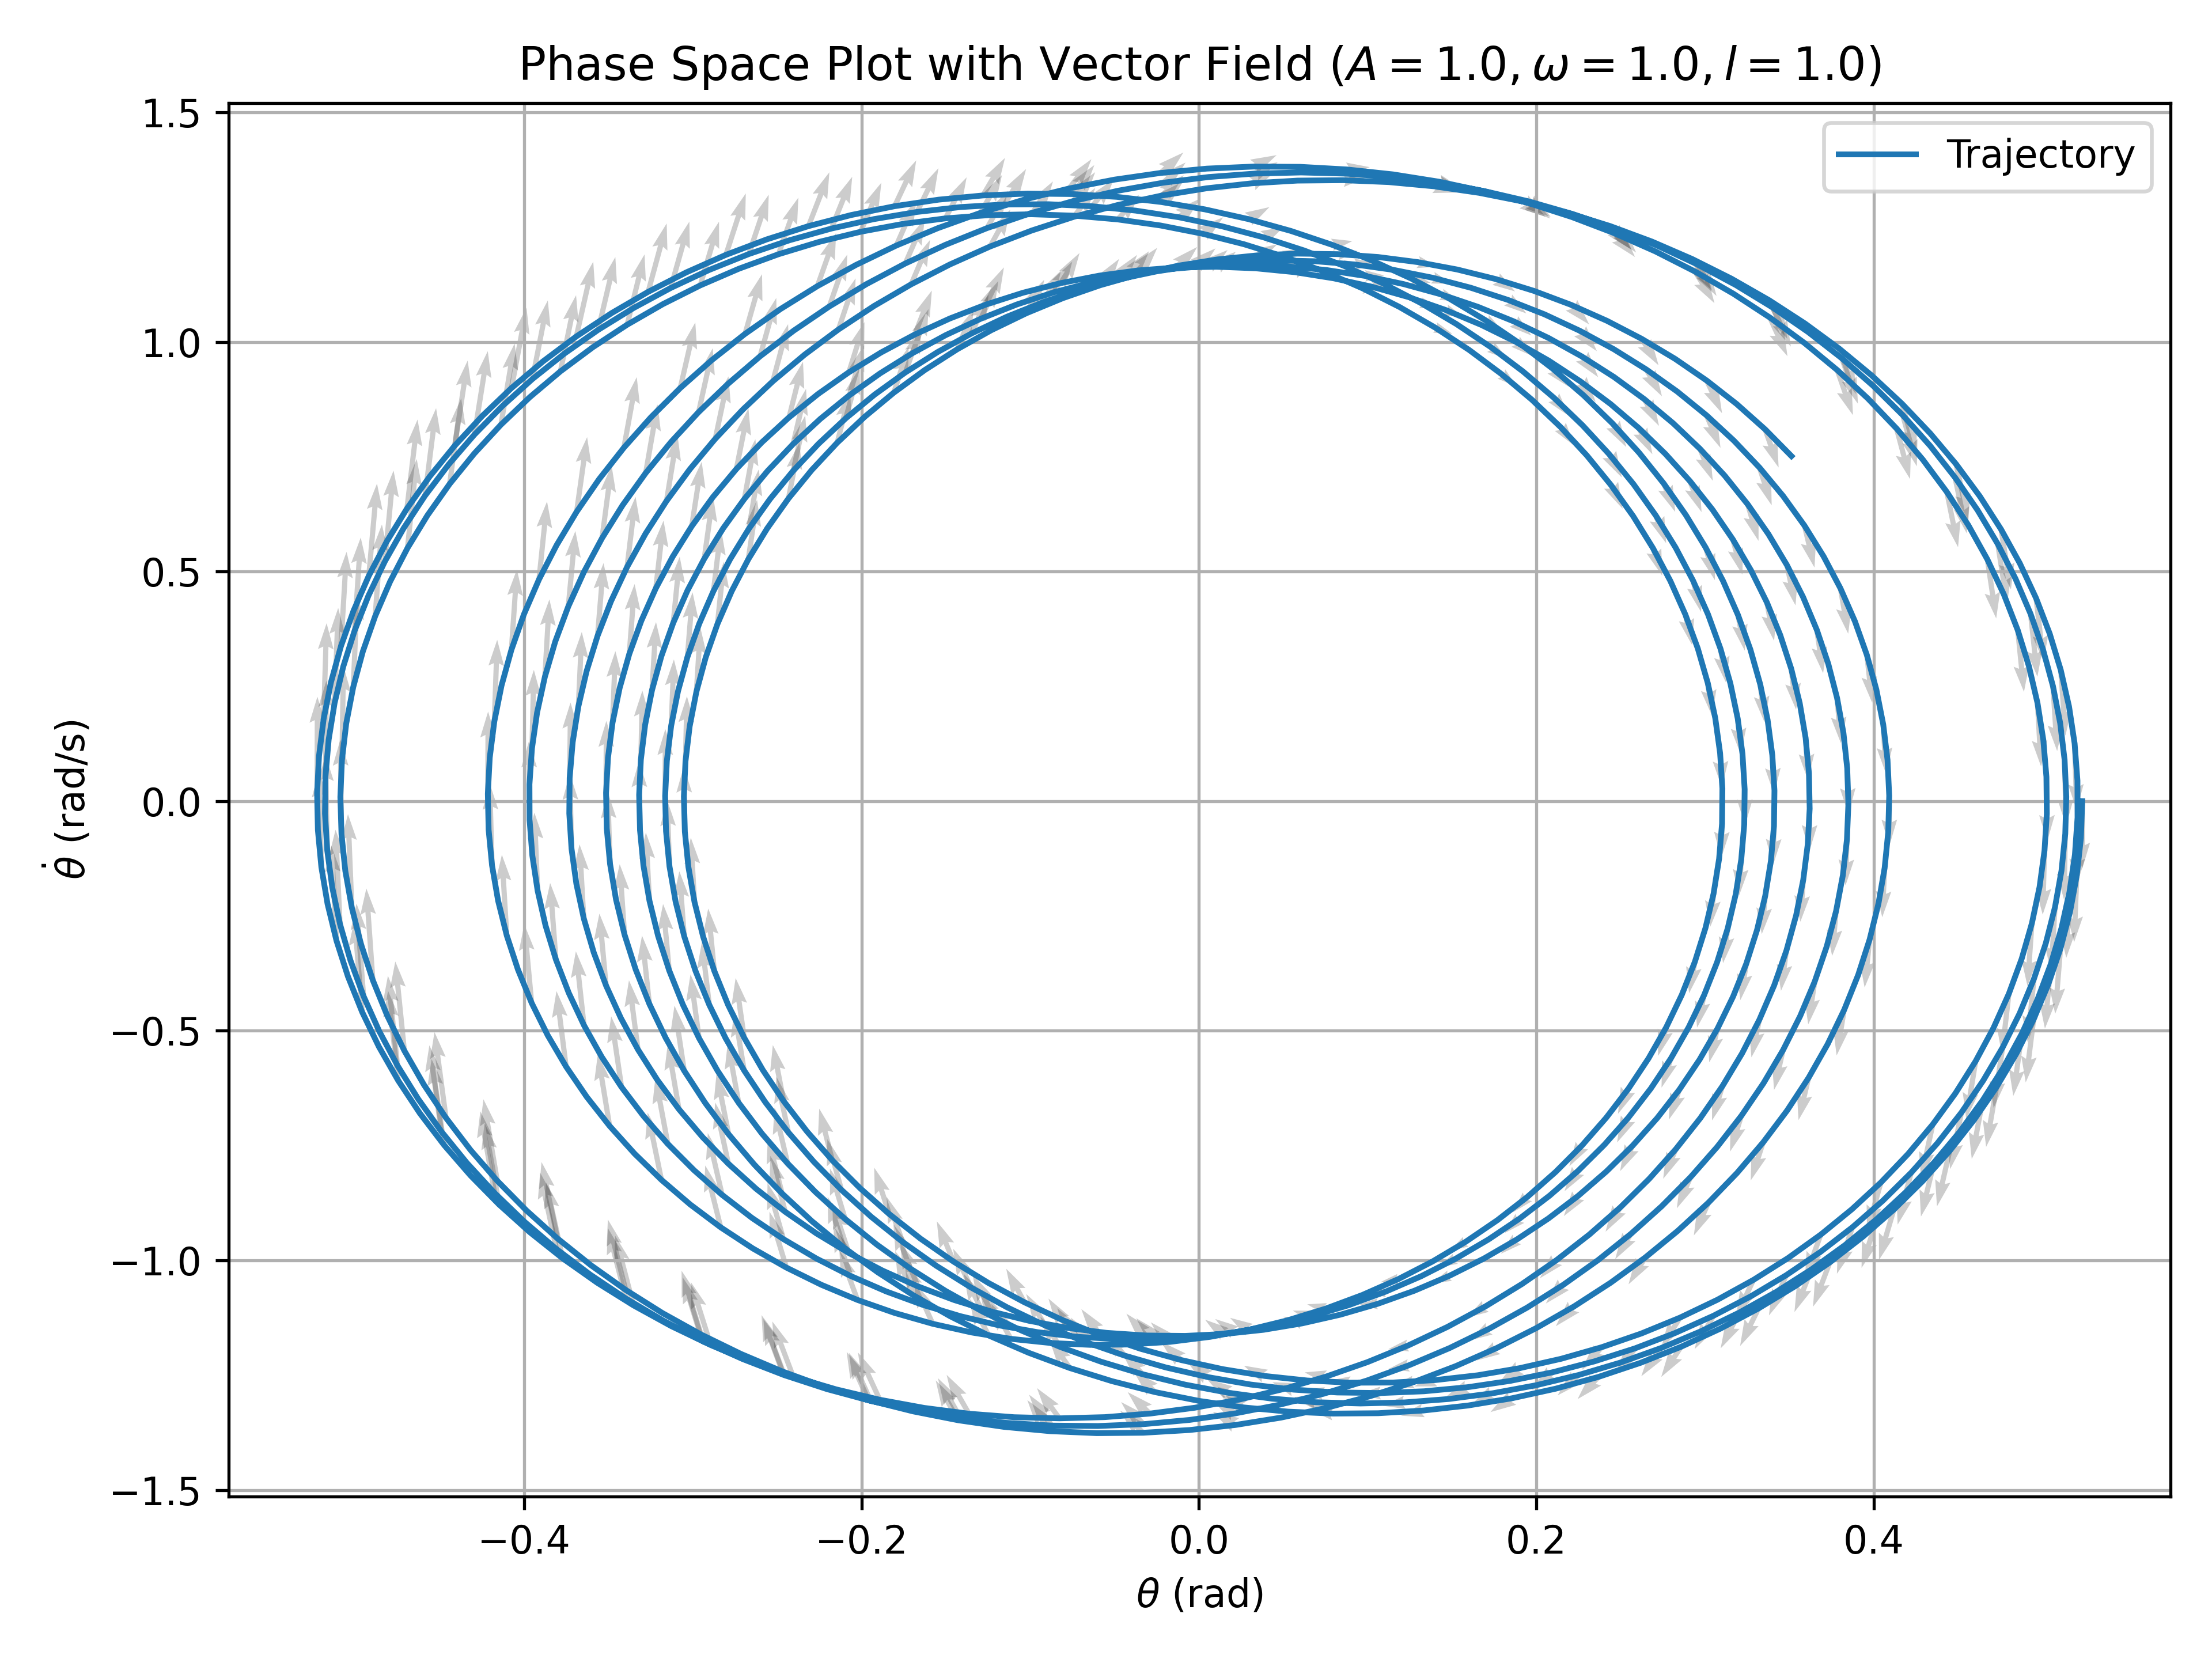 Phase Space Plot with Vector Field (A = 1.0, ω = 1.0, l = 1.0)
Trajectory
1.5
1.0
0.5
0.0
−0.5
−1.0
−1.5
θ̇ (rad/s)
−0.4 −0.2 0.0 0.2 0.4
θ (rad)